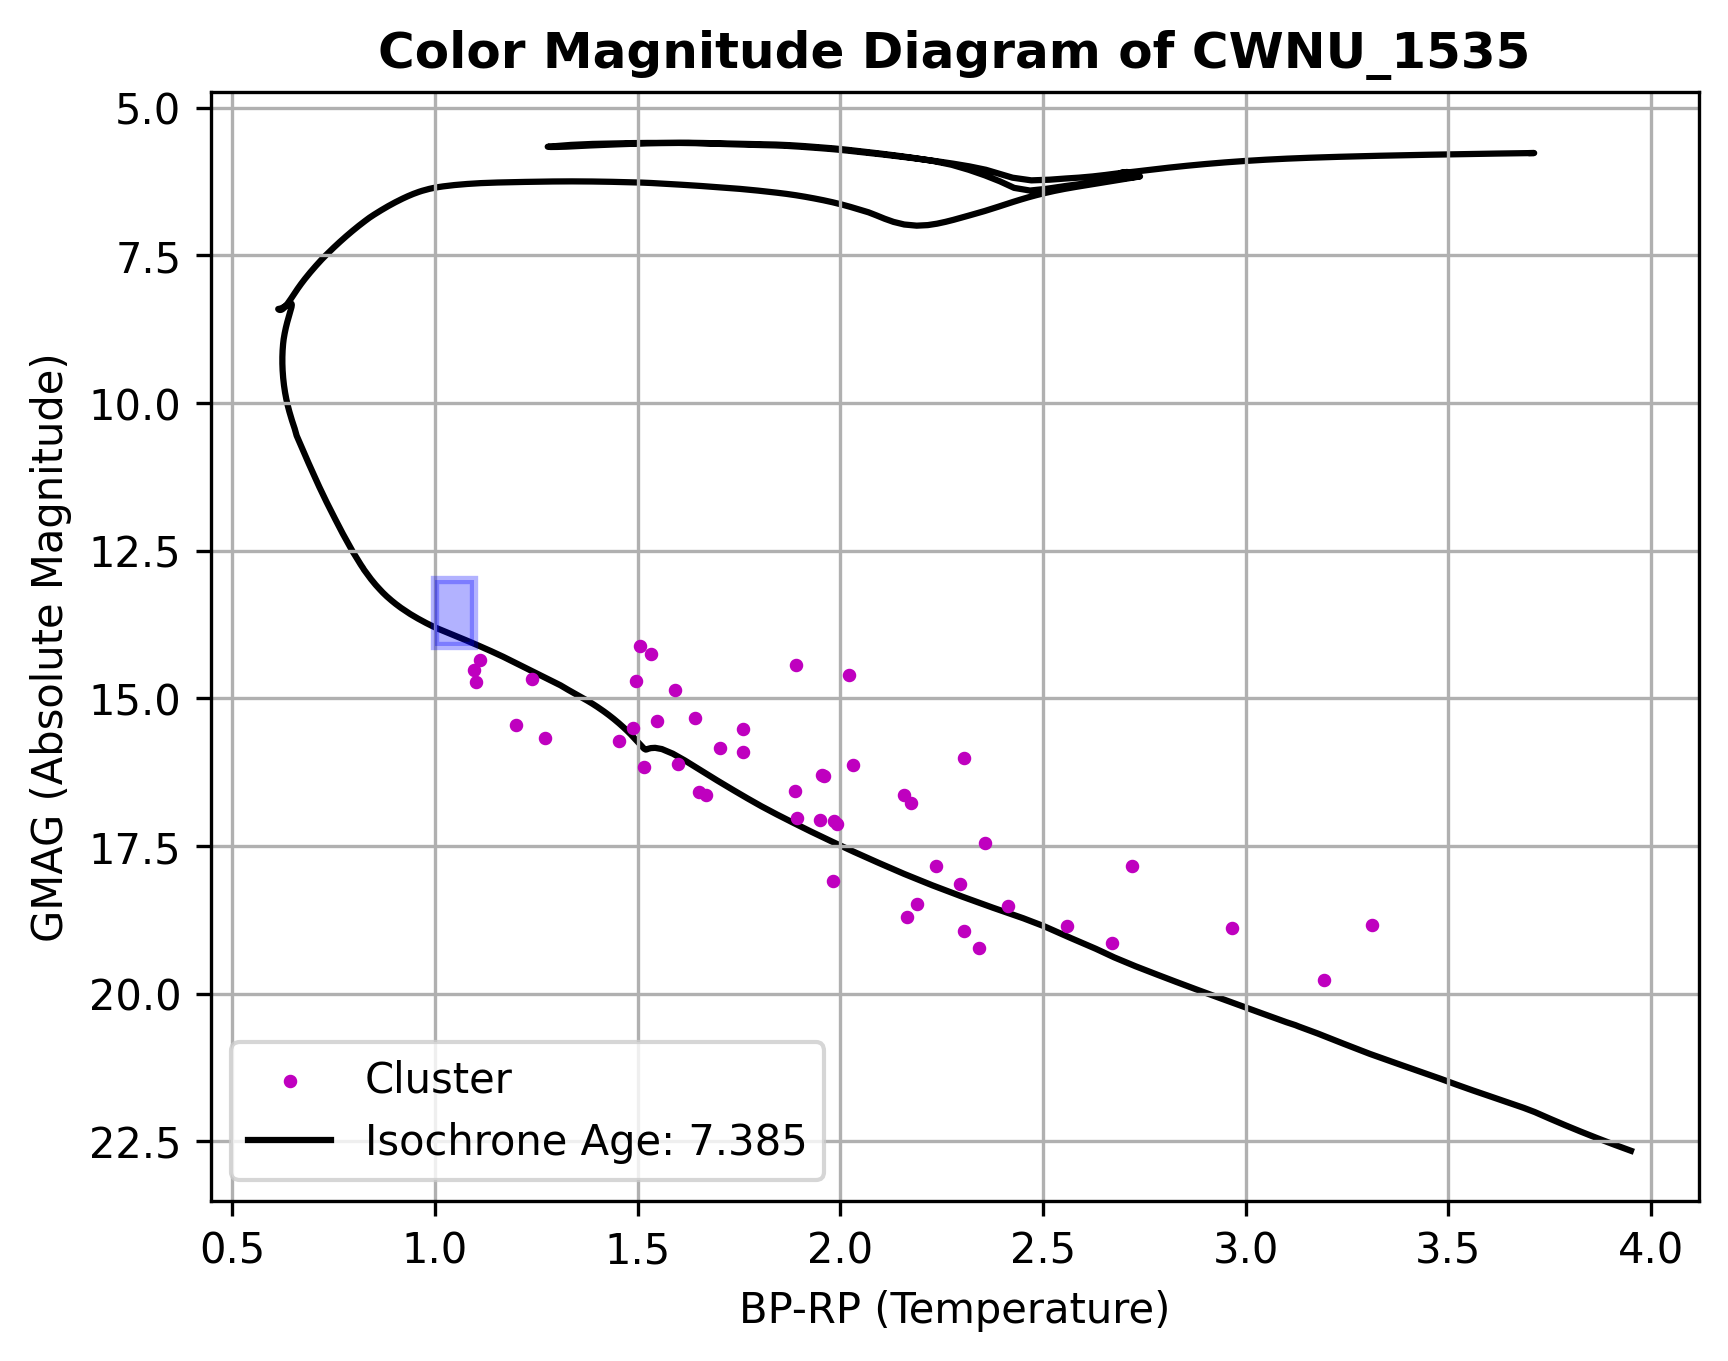 Color Magnitude Diagram of CWNU_1535
GMAG (Absolute Magnitude)
5.0
7.5
10.0
12.5
15.0
17.5
20.0
22.5
Cluster
Isochrone Age: 7.385
0.5 1.0 1.5 2.0 2.5 3.0 3.5 4.0
BP-RP (Temperature)